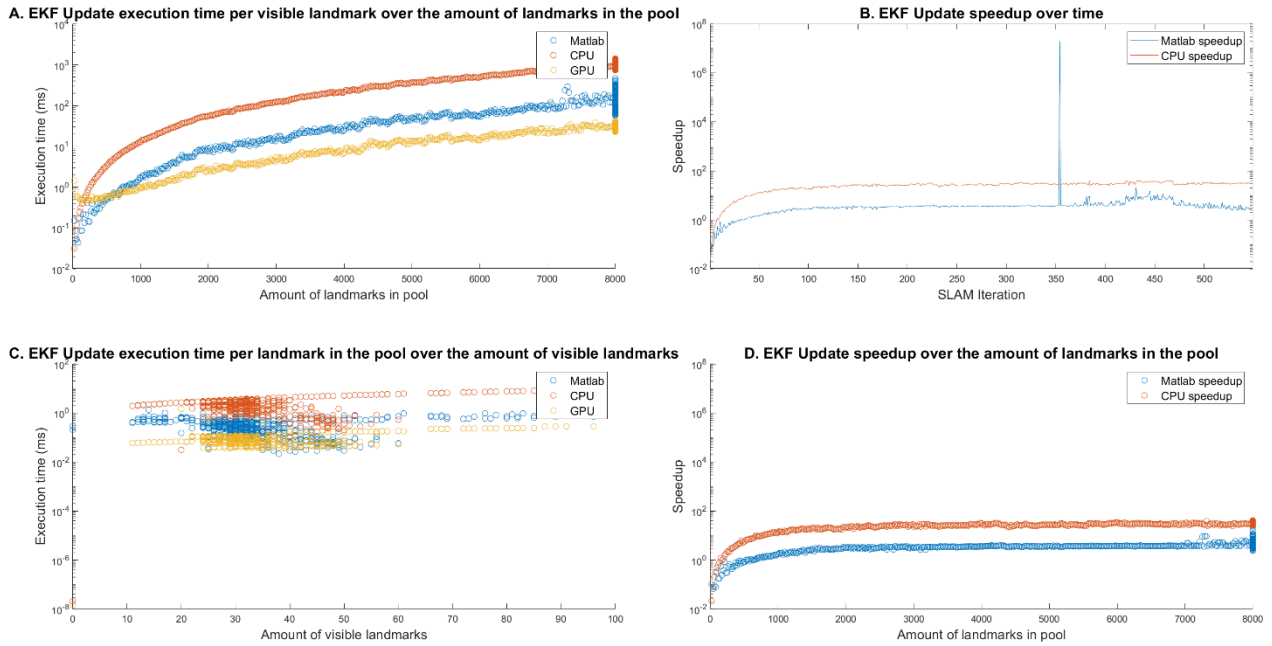 A. EKF Update execution time per visible landmark over the amount of landmarks in the pool
10^4
10^3
10^2
10^1
10^0
10^-1
10^-2
Execution time (ms)
Matlab
CPU
GPU
0 1000 2000 3000 4000 5000 6000 7000 8000
Amount of landmarks in pool
B. EKF Update speedup over time
10^8
10^6
10^4
10^2
10^0
10^-2
Speedup
Matlab speedup
CPU speedup
50 100 150 200 250 300 350 400 450 500
SLAM Iteration
C. EKF Update execution time per landmark in the pool over the amount of visible landmarks
10^2
10^0
10^-2
10^-4
10^-6
10^-8
Execution time (ms)
Matlab
CPU
GPU
0 10 20 30 40 50 60 70 80 90 100
Amount of visible landmarks
D. EKF Update speedup over the amount of landmarks in the pool
10^8
10^6
10^4
10^2
10^0
10^-2
Speedup
Matlab speedup
CPU speedup
0 1000 2000 3000 4000 5000 6000 7000 8000
Amount of landmarks in pool